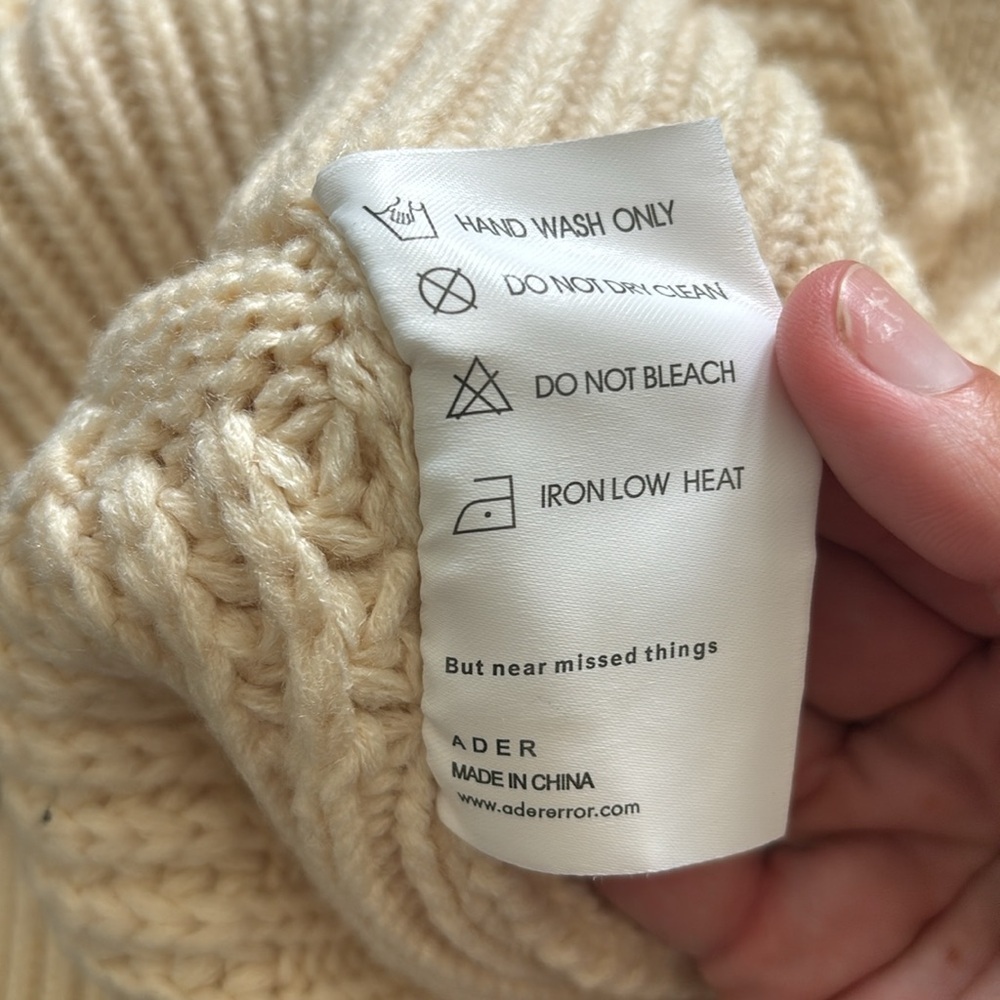 HAND WASH ONLY
DO NOT DRY CLEAN
DO NOT BLEACH
IRON LOW HEAT
But near missed things
ADER
MADE IN CHINA
www.adererror.com